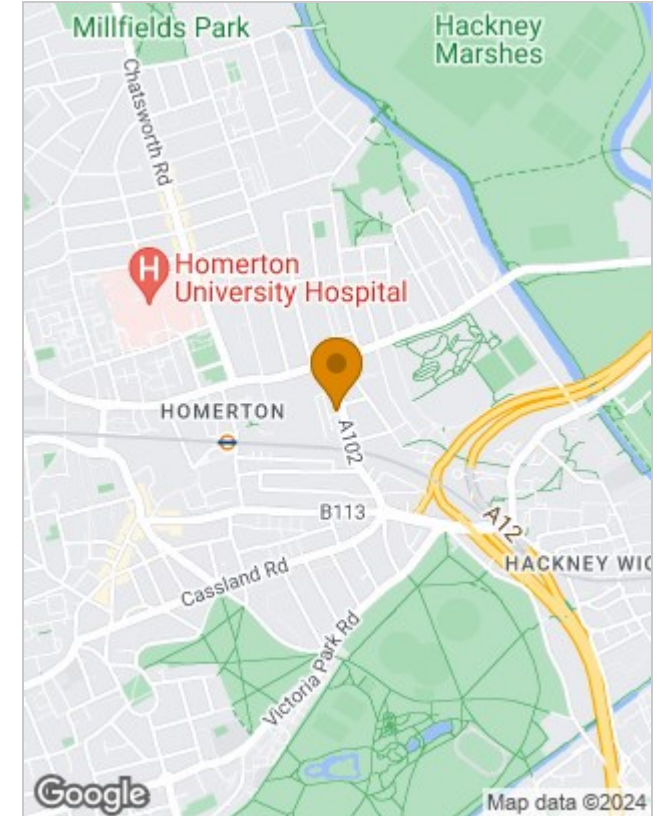 Millfields Park
Hackney
Marshes
Chatsworth Rd
H
Homerton
University Hospital
HOMERTON
A102
B113
A12
HACKNEY WIC
Cassland Rd
Victoria Park Rd
Google
Map data ©2024